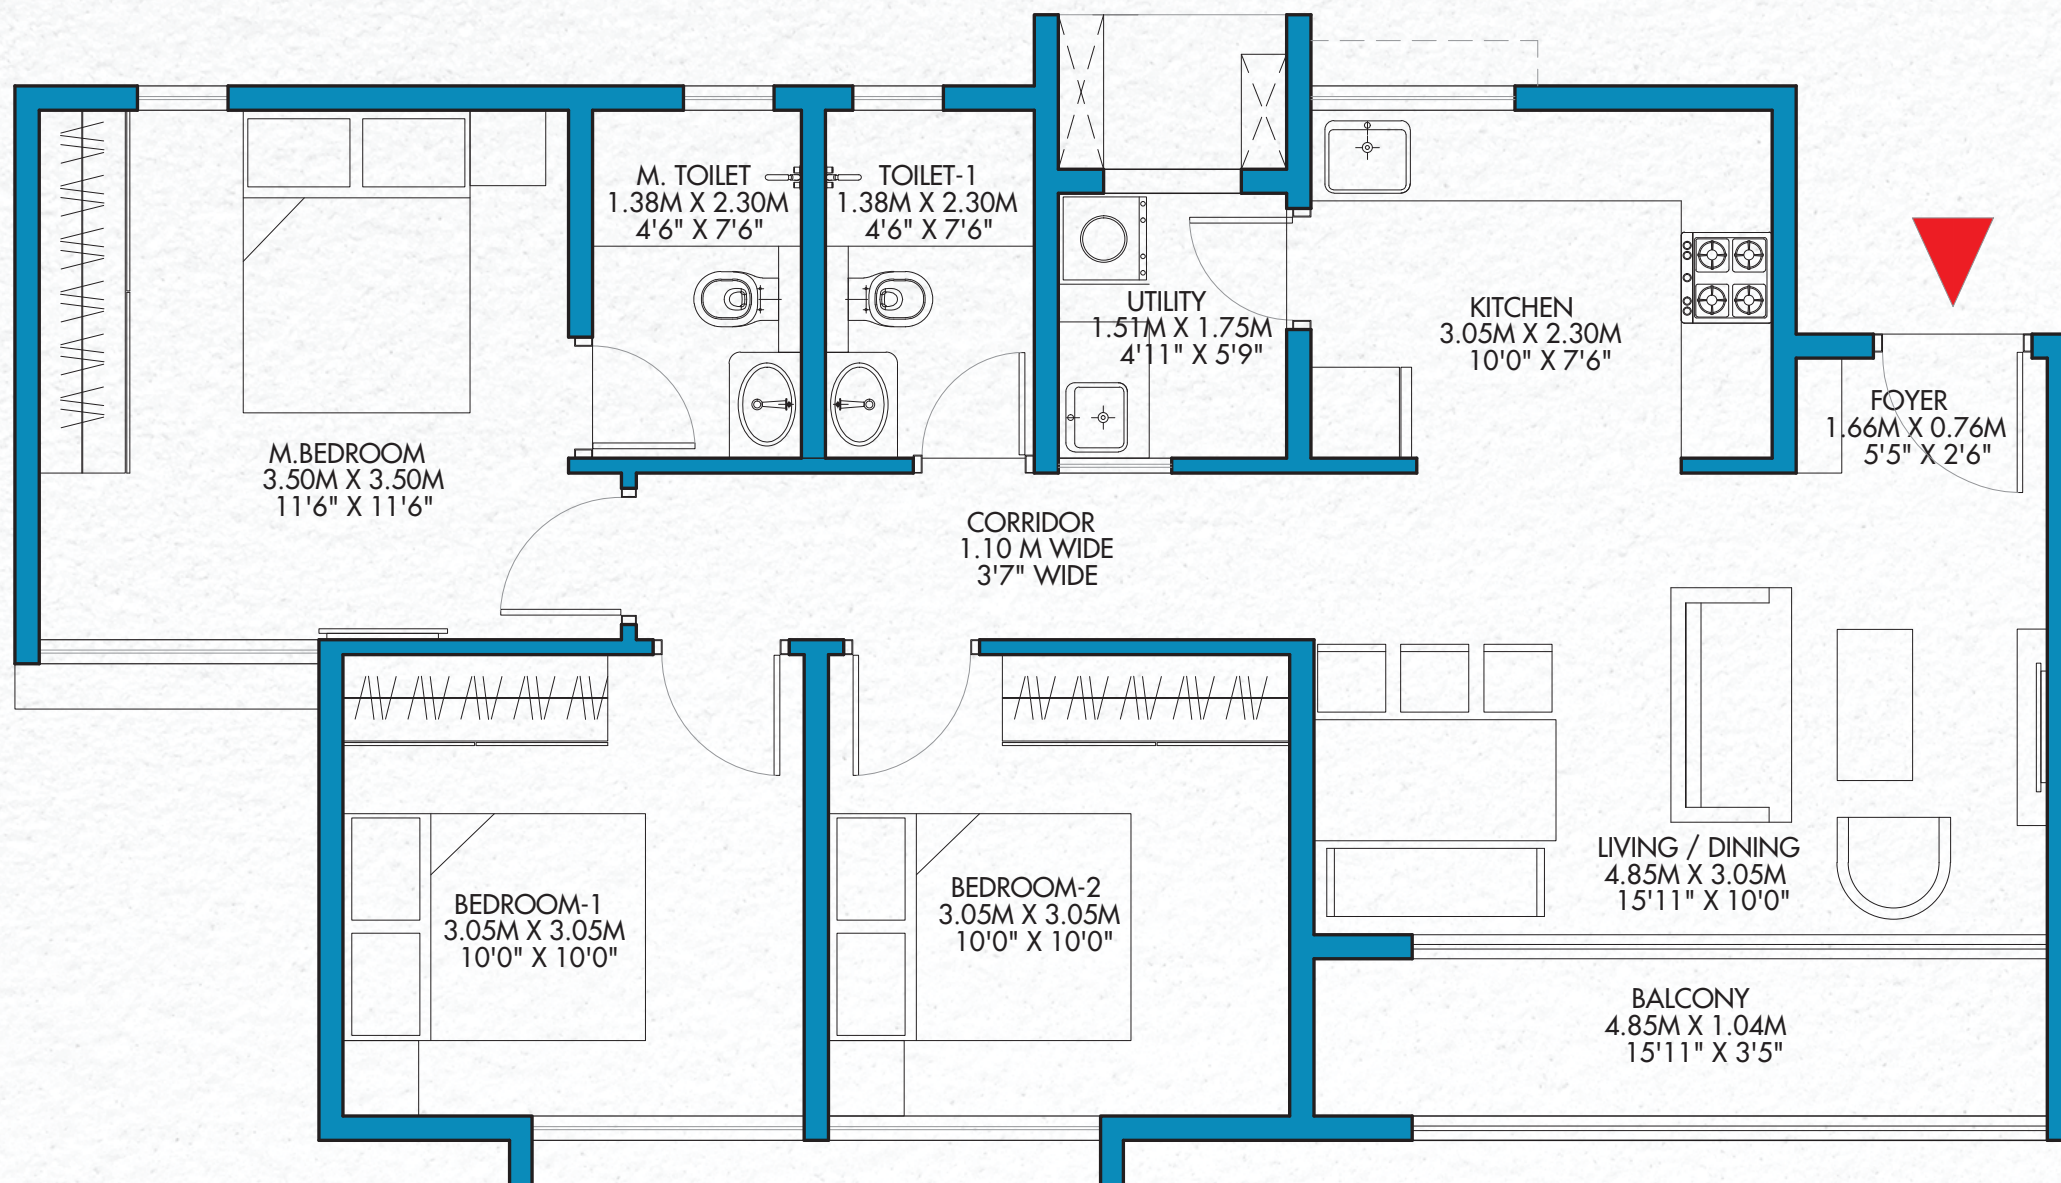 M. TOILET
1.38M X 2.30M
4'6" X 7'6"
TOILET-1
1.38M X 2.30M
4'6" X 7'6"
UTILITY
1.51M X 1.75M
4'11" X 5'9"
KITCHEN
3.05M X 2.30M
10'0" X 7'6"
FOYER
1.66M X 0.76M
5'5" X 2'6"
M.BEDROOM
3.50M X 3.50M
11'6" X 11'6"
CORRIDOR
1.10 M WIDE
3'7" WIDE
LIVING / DINING
4.85M X 3.05M
15'11" X 10'0"
BEDROOM-1
3.05M X 3.05M
10'0" X 10'0"
BEDROOM-2
3.05M X 3.05M
10'0" X 10'0"
BALCONY
4.85M X 1.04M
15'11" X 3'5"